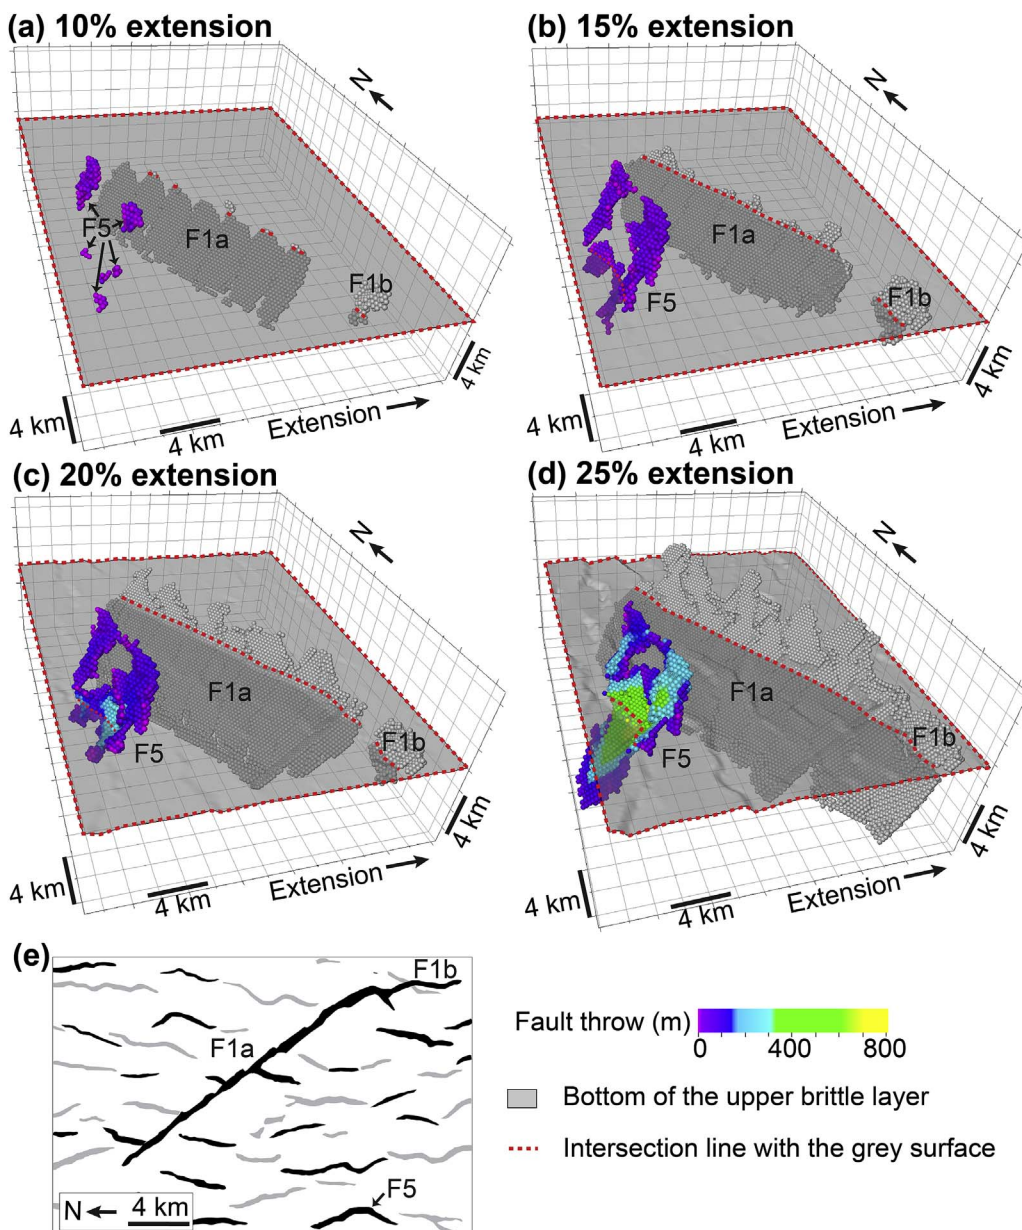 (a) 10% extension
N
F5
F1a
F1b
4 km
4 km
Extension
4 km
(b) 15% extension
N
F1a
F5
F1b
4 km
4 km
Extension
4 km
(c) 20% extension
N
F1a
F5
F1b
4 km
4 km
Extension
4 km
(d) 25% extension
N
F1a
F5
F1b
4 km
4 km
Extension
4 km
(e)
F1b
F1a
F5
N
4 km
Fault throw (m)
0 400 800
Bottom of the upper brittle layer
Intersection line with the grey surface